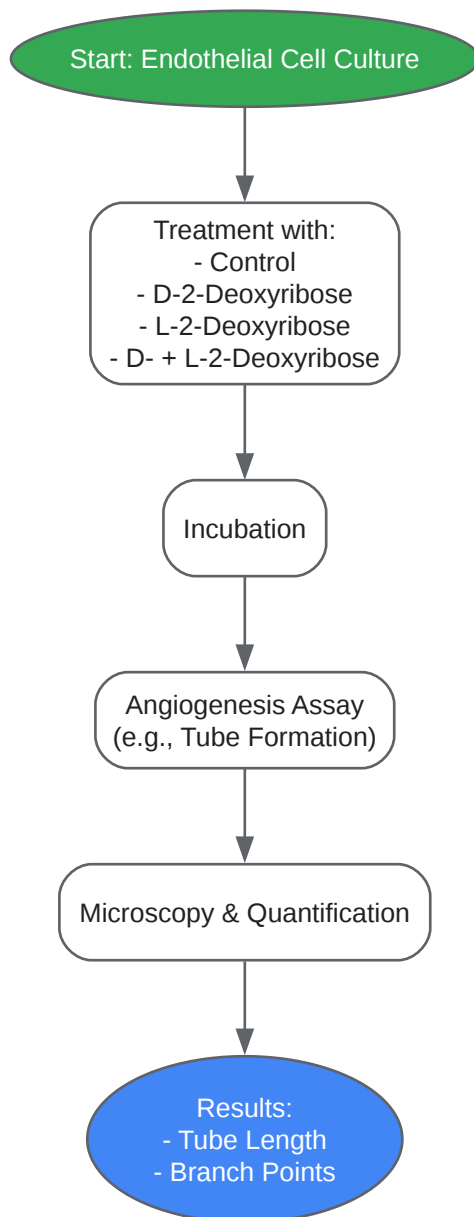 Start: Endothelial Cell Culture
Treatment with:
- Control
- D-2-Deoxyribose
- L-2-Deoxyribose
- D- + L-2-Deoxyribose
Incubation
Angiogenesis Assay
(e.g., Tube Formation)
Microscopy & Quantification
Results:
- Tube Length
- Branch Points